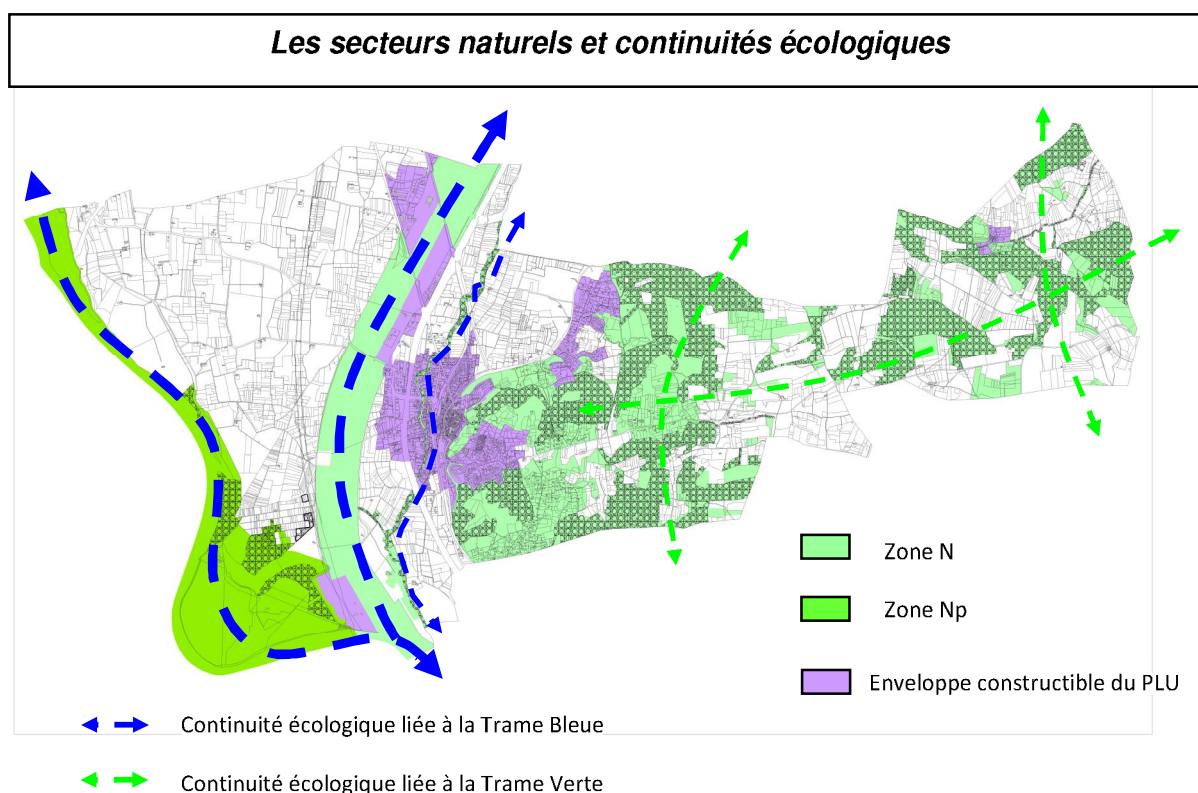 Les secteurs naturels et continuités écologiques
Zone N
Zone Np
Enveloppe constructible du PLU
Continuité écologique liée à la Trame Bleue
Continuité écologique liée à la Trame Verte